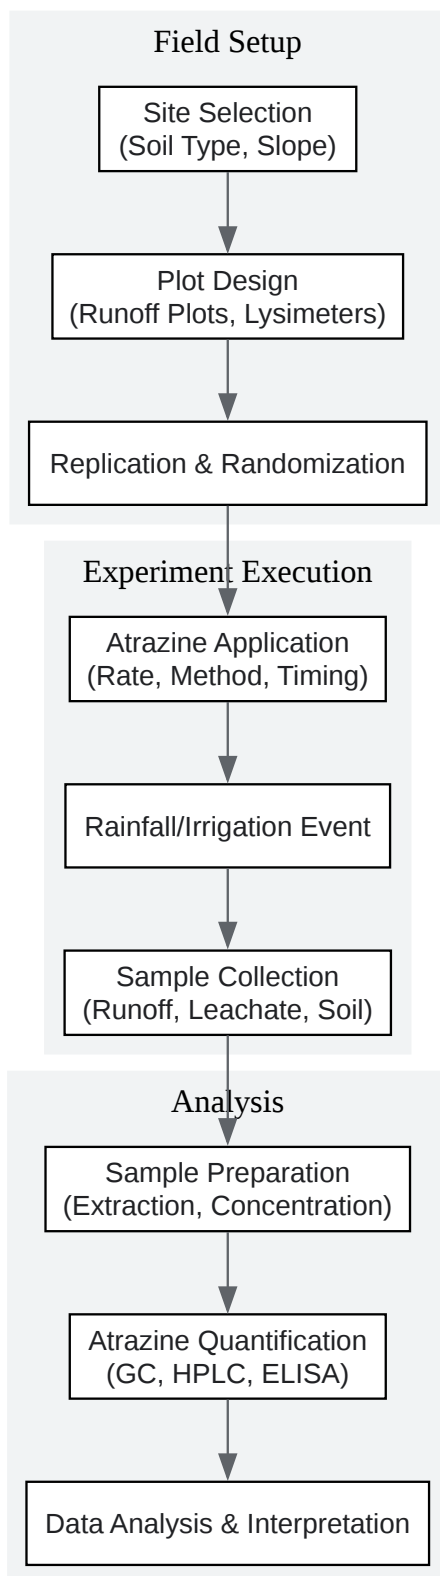 Field Setup
Site Selection
(Soil Type, Slope)
Plot Design
(Runoff Plots, Lysimeters)
Replication & Randomization
Experiment Execution
Atrazine Application
(Rate, Method, Timing)
Rainfall/Irrigation Event
Sample Collection
(Runoff, Leachate, Soil)
Analysis
Sample Preparation
(Extraction, Concentration)
Atrazine Quantification
(GC, HPLC, ELISA)
Data Analysis & Interpretation